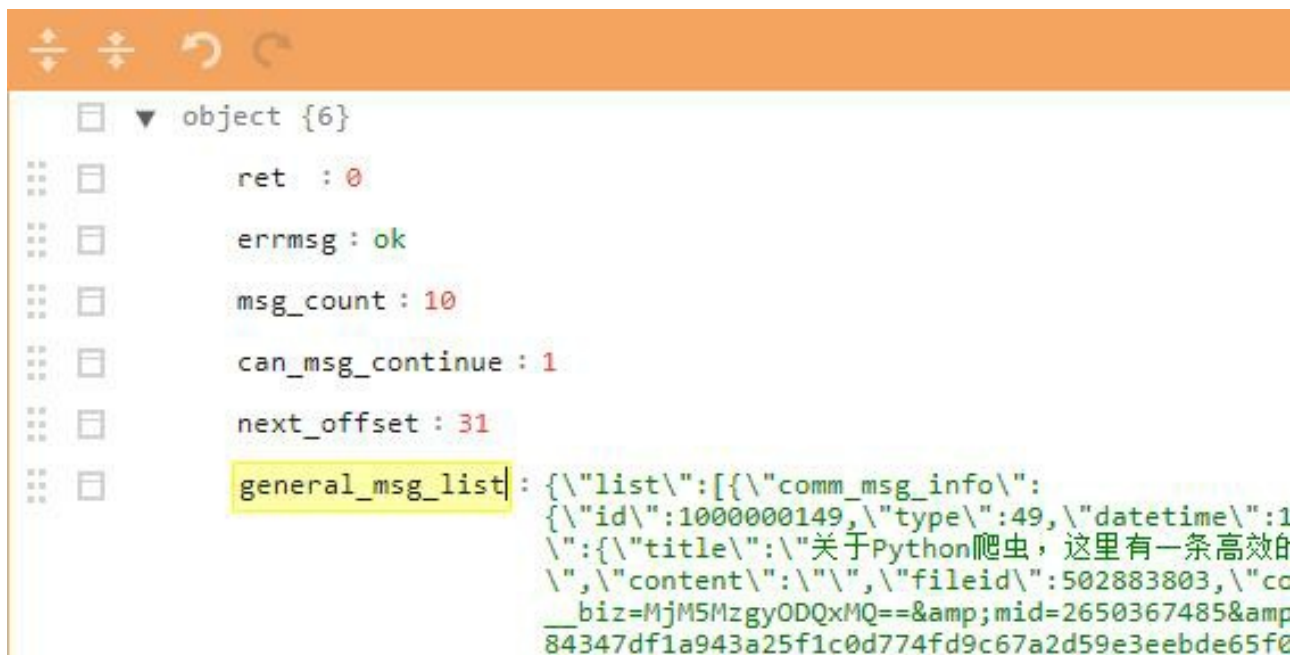 object {6}
ret : 0
errmsg : ok
msg_count : 10
can_msg_continue : 1
next_offset : 31
general_msg_list : {\"list\":[{\"comm_msg_info\":
{\"id\":1000000149,\"type\":49,\"datetime\":1
\":{\"title\":\"关于Python爬虫，这里有一条高效的
\",\"content\":\"\",\"fileid\":502883803,\"co
__biz=MjM5MzgyODQxMQ==&amp;mid=2650367485&amp
84347df1a943a25f1c0d774fd9c67a2d59e3eebde65f0